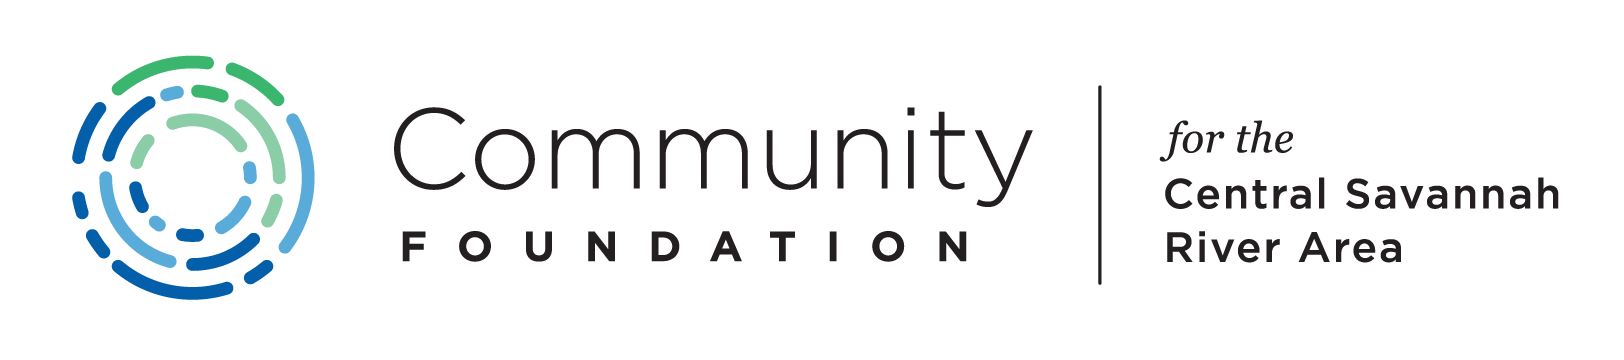 Community
FOUNDATION
for the
Central Savannah
River Area